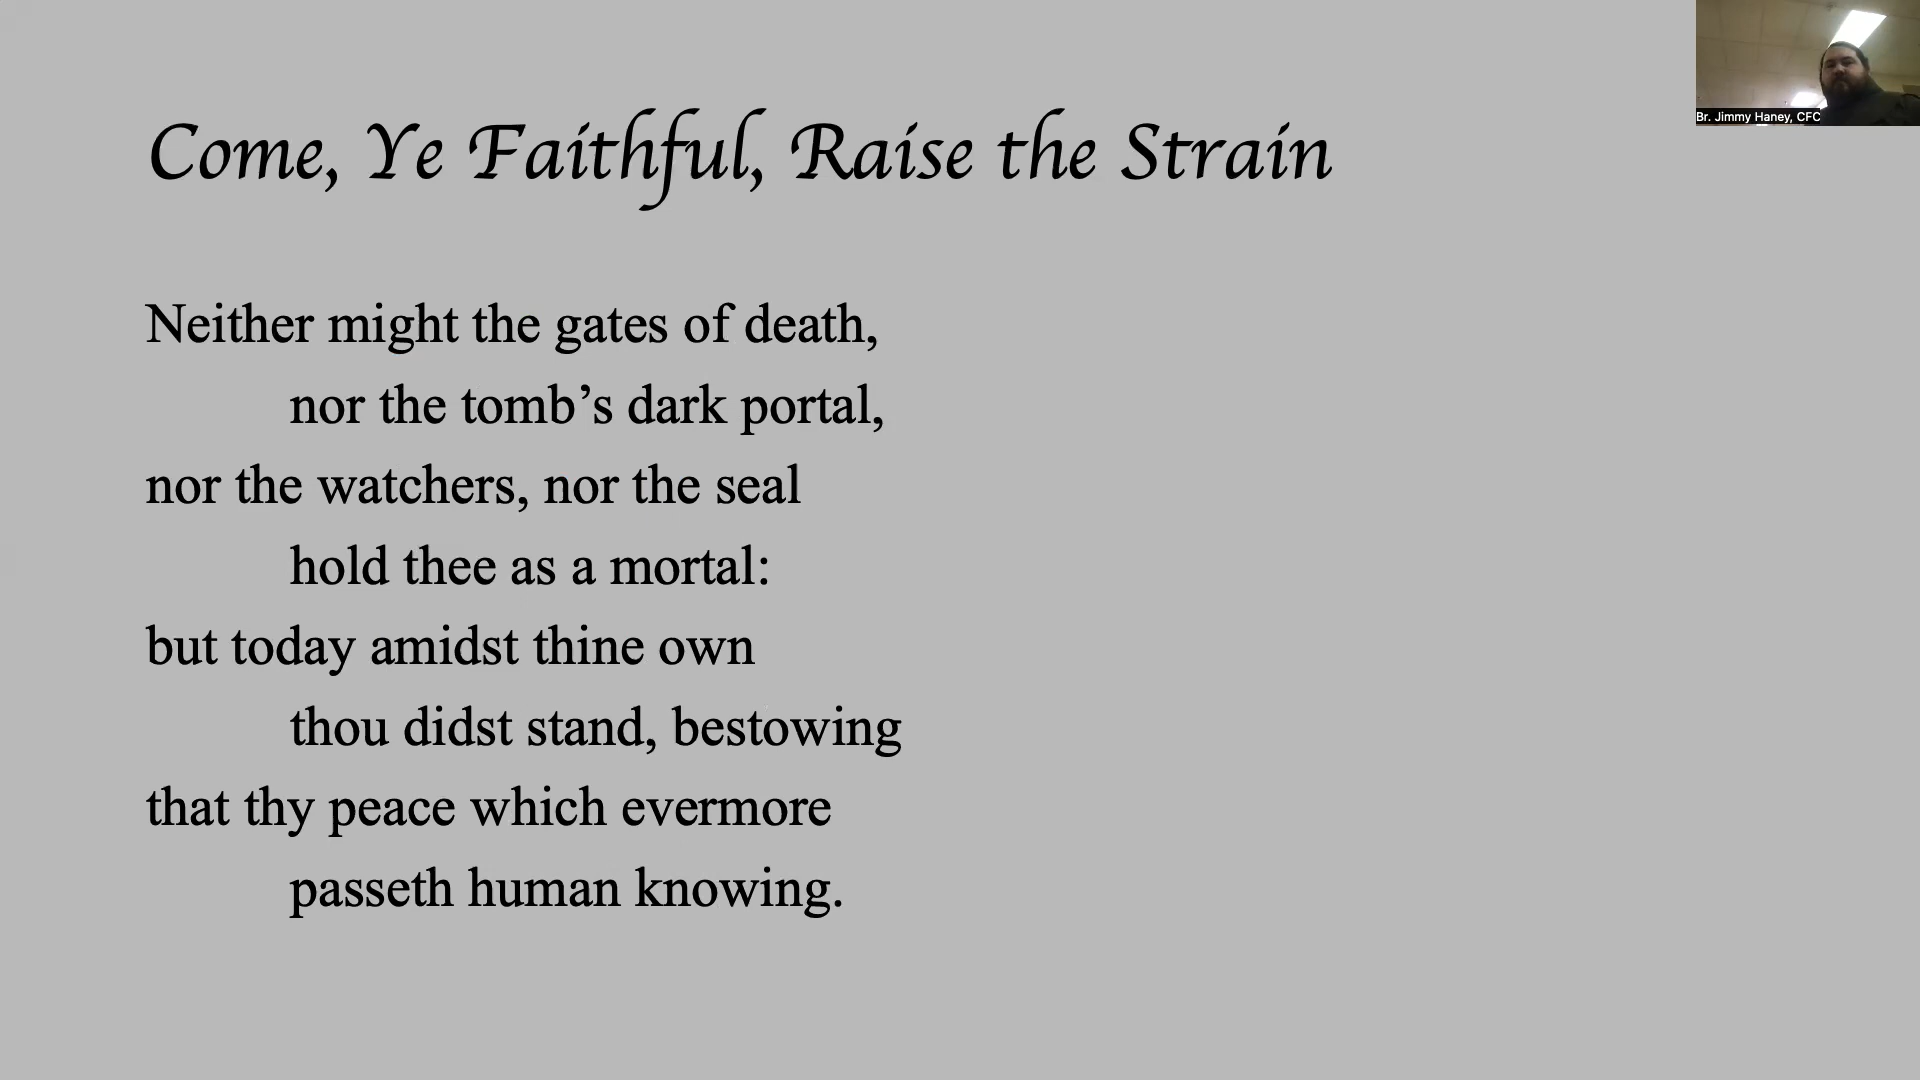 Come, Ye Faithful, Raise the Strain
Neither might the gates of death,
nor the tomb’s dark portal,
nor the watchers, nor the seal
hold thee as a mortal:
but today amidst thine own
thou didst stand, bestowing
that thy peace which evermore
passeth human knowing.
Br. Jimmy Haney, CFC